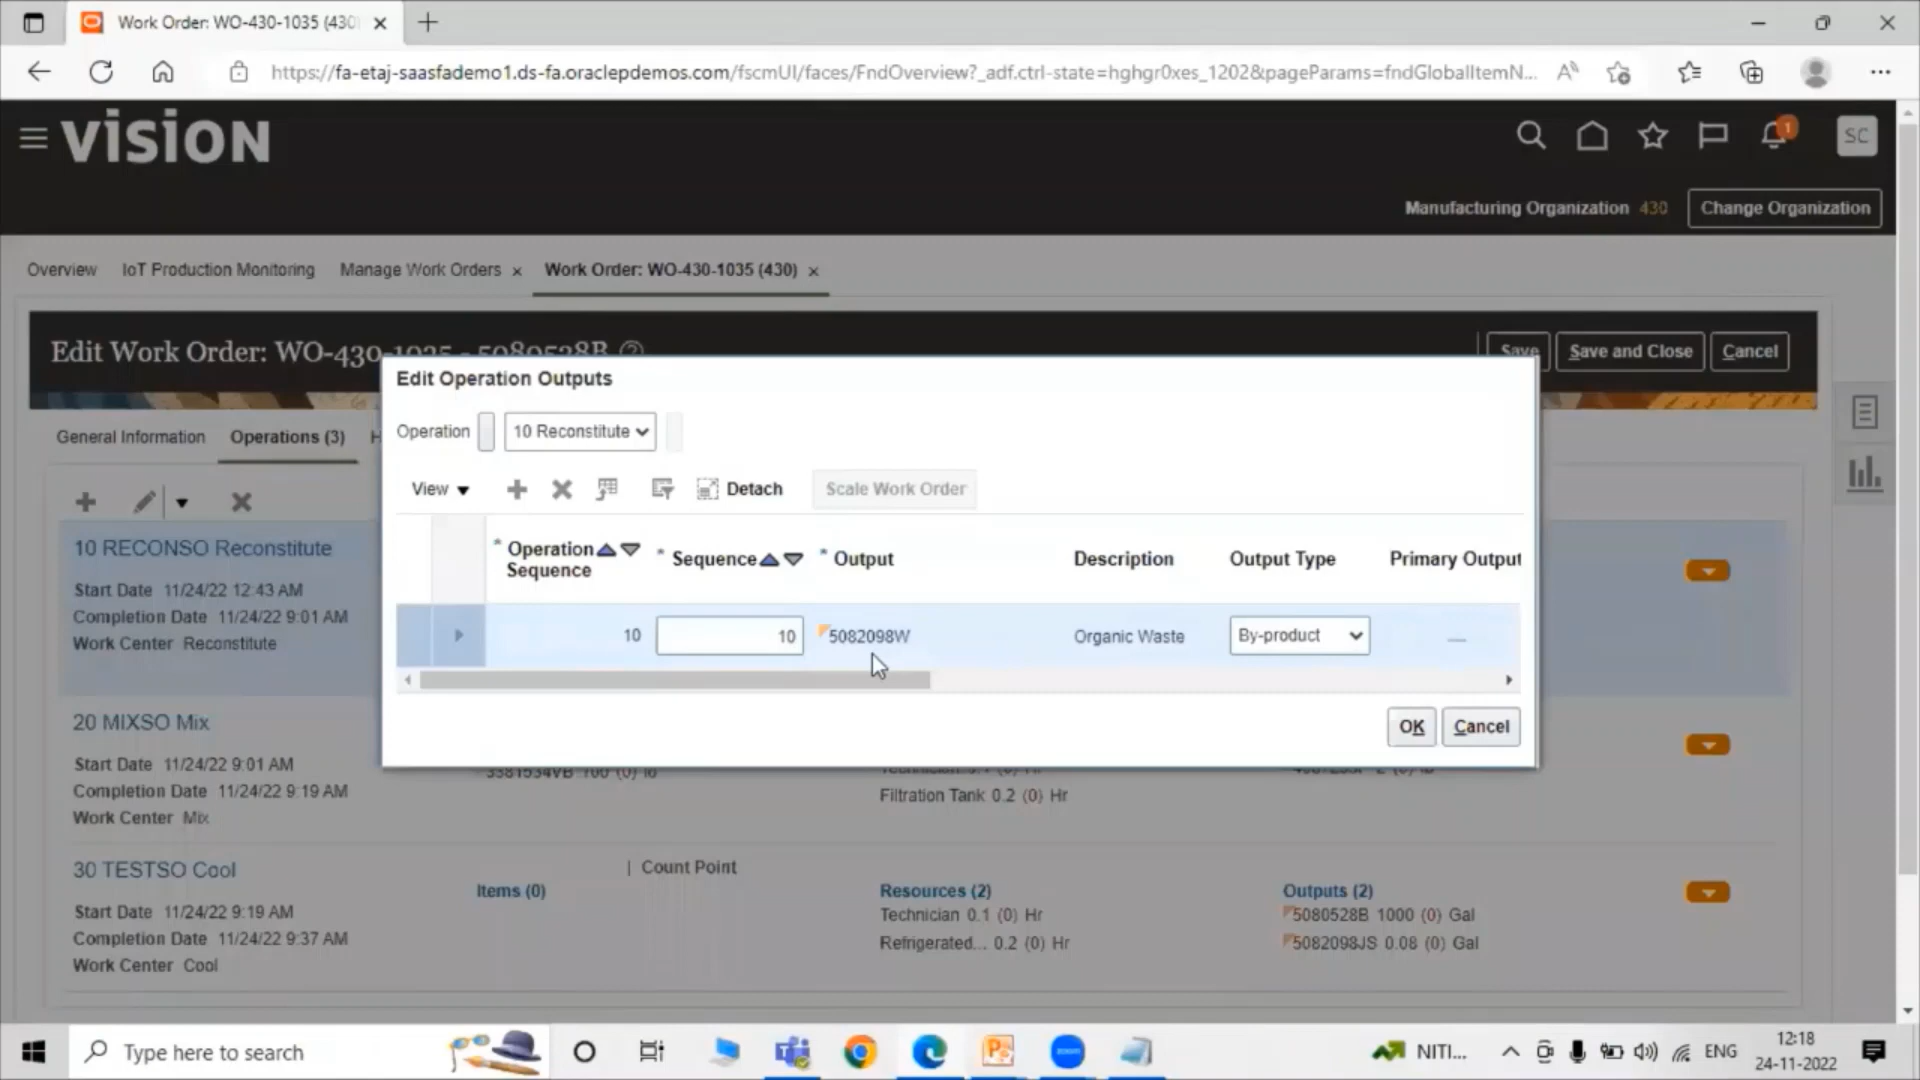 Work Order: WO-430-1035 (430
https://fa-etaj-saasfademo1.ds-fa.oraclepdemos.com/fscmUI/faces/FndOverview?_adf.ctrl-state=hghgr0xes_1202&pageParams=fndGlobalItemN...
VISION
1
SC
Manufacturing Organization 430 Change Organization
Overview IoT Production Monitoring Manage Work Orders × Work Order: WO-430-1035 (430) ×
Edit Work Order: WO-430-1035 - 5080528B
Save Save and Close Cancel
Edit Operation Outputs
General Information Operations (3)
Operation 10 Reconstitute
View Detach Scale Work Order
* Operation Sequence * Sequence * Output Description Output Type Primary Output
10 10 5082098W Organic Waste By-product —
OK Cancel
10 RECONSO Reconstitute
Start Date 11/24/22 12:43 AM
Completion Date 11/24/22 9:01 AM
Work Center Reconstitute
20 MIXSO Mix
Start Date 11/24/22 9:01 AM
Completion Date 11/24/22 9:19 AM
Work Center Mix
Filtration Tank 0.2 (0) Hr
30 TESTSO Cool
| Count Point
Start Date 11/24/22 9:19 AM
Completion Date 11/24/22 9:37 AM
Work Center Cool
Items (0)
Resources (2)
Technician 0.1 (0) Hr
Refrigerated... 0.2 (0) Hr
Outputs (2)
5080528B 1000 (0) Gal
5082098JS 0.08 (0) Gal
Type here to search
NITI...
ENG
12:18
24-11-2022